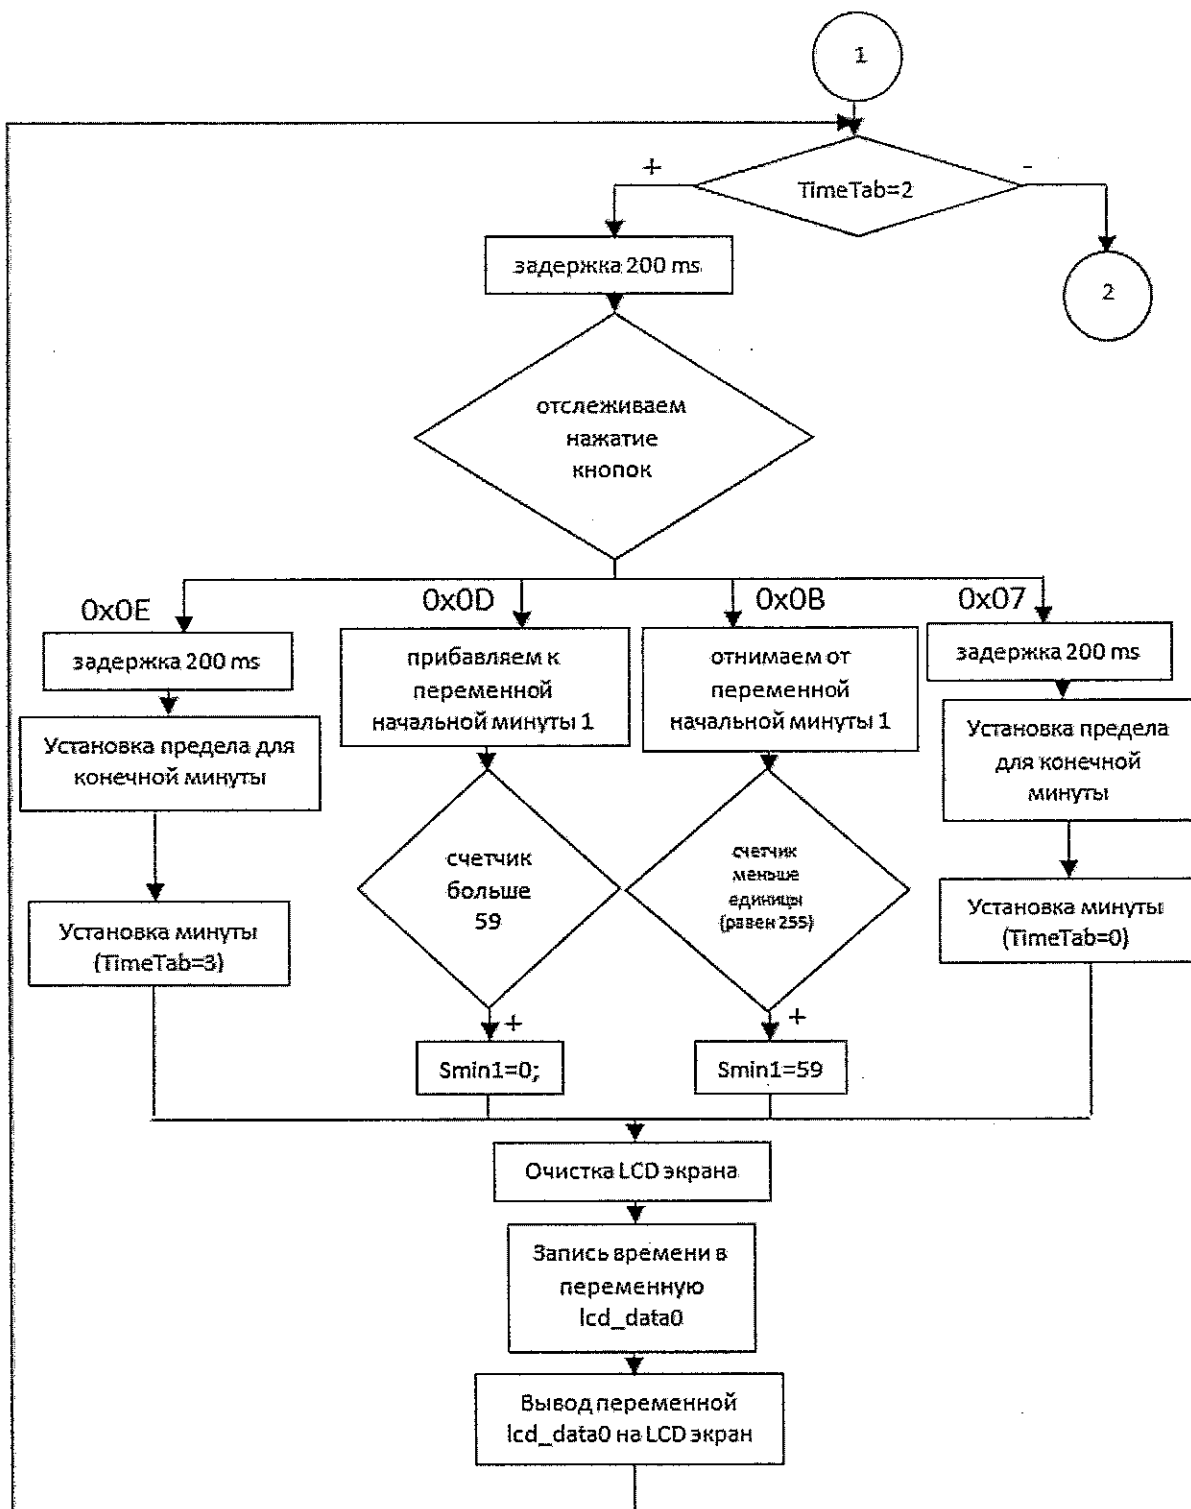 1
+
-
TimeTab=2
задержка 200 ms
2
отслеживаем
нажатие
кнопок
0x0E
0x0D
0x0B
0x07
задержка 200 ms
Установка предела для
конечной минуты
Установка минуты
(TimeTab=3)
прибавляем к
переменной
начальной минуты 1
счетчик
больше
59
+
Smin1=0;
отнимаем от
переменной
начальной минуты 1
счетчик
меньше
единицы
(равен 255)
+
Smin1=59
задержка 200 ms
Установка предела
для конечной
минуты
Установка минуты
(TimeTab=0)
Очистка LCD экрана
Запись времени в
переменную
lcd_data0
Вывод переменной
lcd_data0 на LCD экран